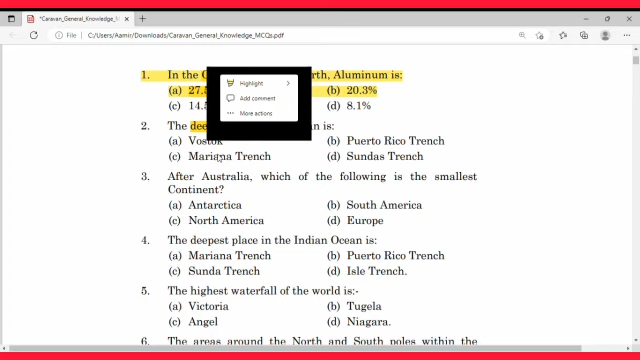 *Caravan_General_Knowledge_MCQs
File | C:/Users/Aamir/Downloads/Caravan_General_Knowledge_MCQs.pdf
1. In the rth, Aluminum is:
(a) 27.5 (b) 20.3%
(c) 14.5 (d) 8.1%
Highlight
Add comment
More actions
2. The an is:
(a) Vostok (b) Puerto Rico Trench
(c) Mariana Trench (d) Sundas Trench
3. After Australia, which of the following is the smallest
Continent?
(a) Antarctica (b) South America
(c) North America (d) Europe
4. The deepest place in the Indian Ocean is:
(a) Mariana Trench (b) Puerto Rico Trench
(c) Sunda Trench (d) Isle Trench.
5. The highest waterfall of the world is:-
(a) Victoria (b) Tugela
(c) Angel (d) Niagara.
6. The areas around the North and South poles within the